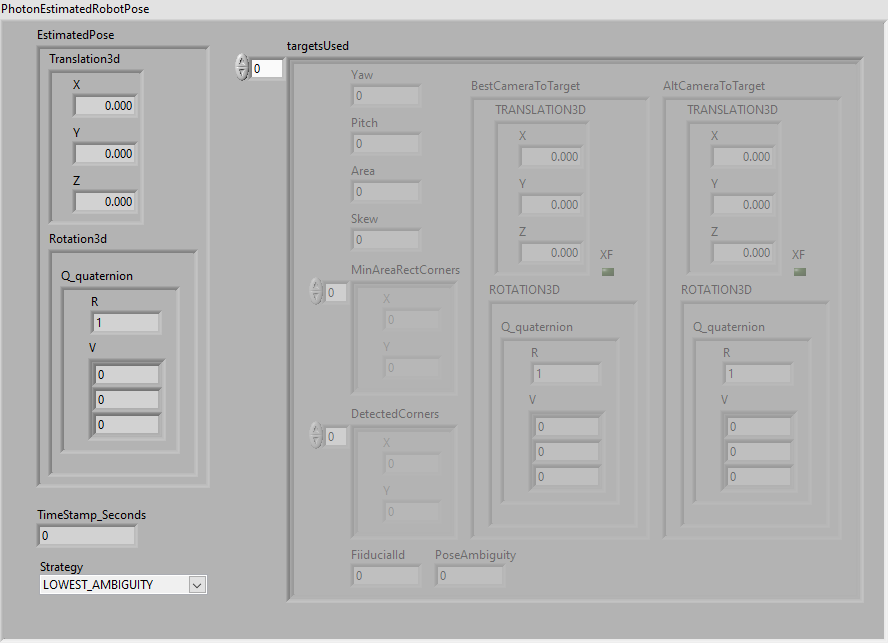 PhotonEstimatedRobotPose
EstimatedPose
Translation3d
X
0.000
Y
0.000
Z
0.000
Rotation3d
Q_quaternion
R
1
V
0
0
0
TimeStamp_Seconds
0
Strategy
LOWEST_AMBIGUITY
targetsUsed
0
Yaw
0
Pitch
0
Area
0
Skew
0
MinAreaRectCorners
0
X
0
Y
0
DetectedCorners
0
X
0
Y
0
FiiducialId
0
PoseAmbiguity
0
BestCameraToTarget
TRANSLATION3D
X
0.000
Y
0.000
Z
0.000
XF
ROTATION3D
Q_quaternion
R
1
V
0
0
0
AltCameraToTarget
TRANSLATION3D
X
0.000
Y
0.000
Z
0.000
XF
ROTATION3D
Q_quaternion
R
1
V
0
0
0